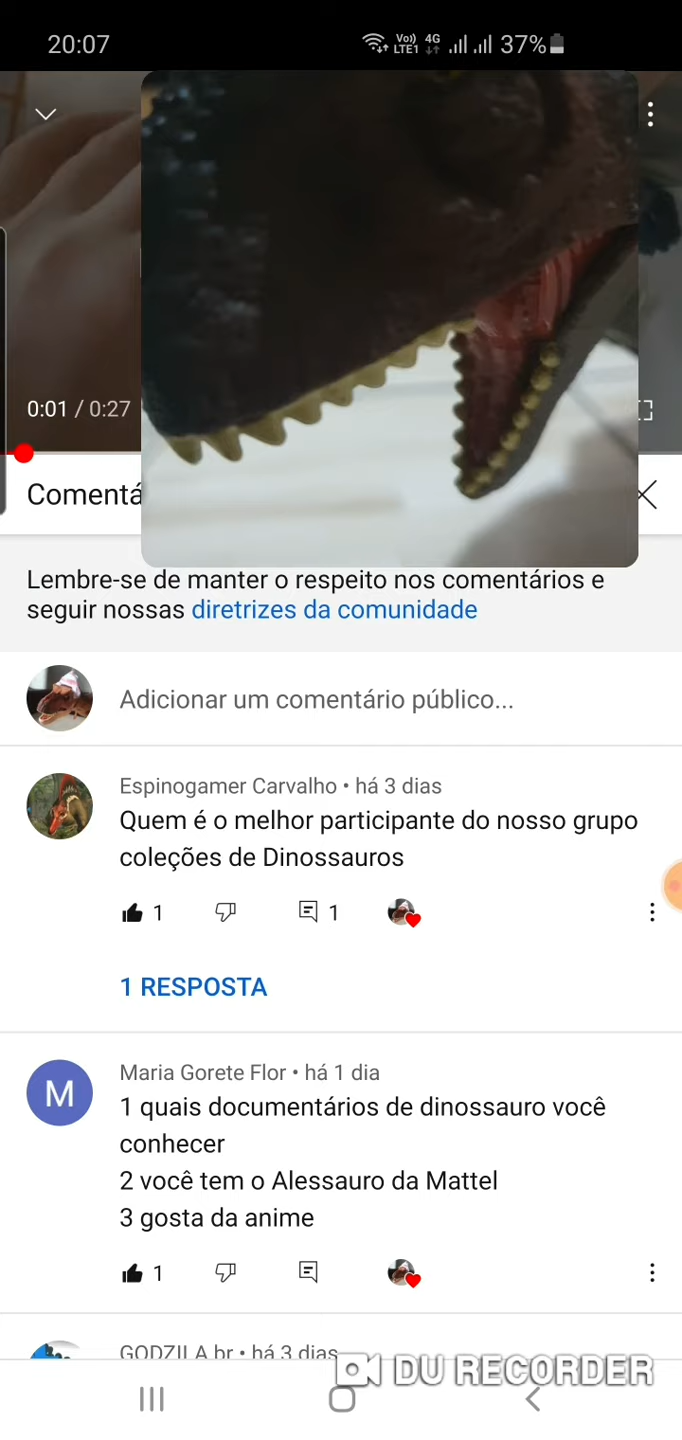 20:07
Vo))
LTE1
4G
37%
0:01 / 0:27
Comentá
Lembre-se de manter o respeito nos comentários e
seguir nossas diretrizes da comunidade
Adicionar um comentário público...
Espinogamer Carvalho • há 3 dias
Quem é o melhor participante do nosso grupo
coleções de Dinossauros
1
1
1 RESPOSTA
M
Maria Gorete Flor • há 1 dia
1 quais documentários de dinossauro você
conhecer
2 você tem o Alessauro da Mattel
3 gosta da anime
1
GODZILA br • há 3 dias
DU RECORDER